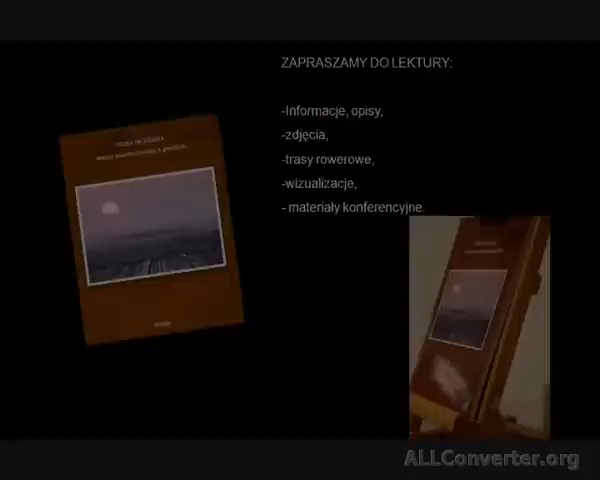 ZAPRASZAMY DO LEKTURY:
-Informacje, opisy,
-zdjęcia,
-trasy rowerowe,
-wizualizacje,
- materiały konferencyjne.
ALLConverter.org